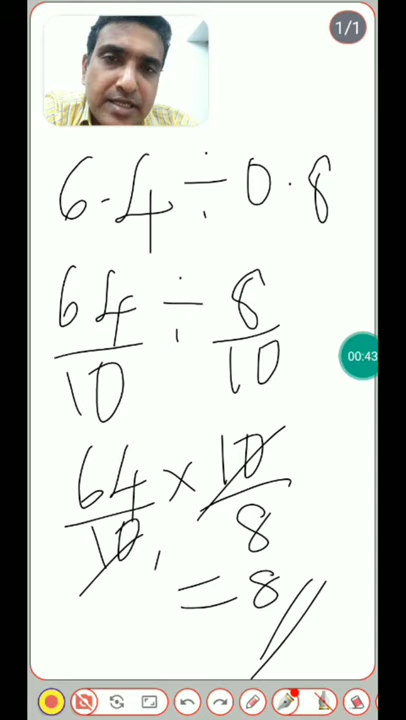 1/1
6.4 ÷ 0.8
64/10 ÷ 8/10
00:43
64/10 × 10/8
= 8